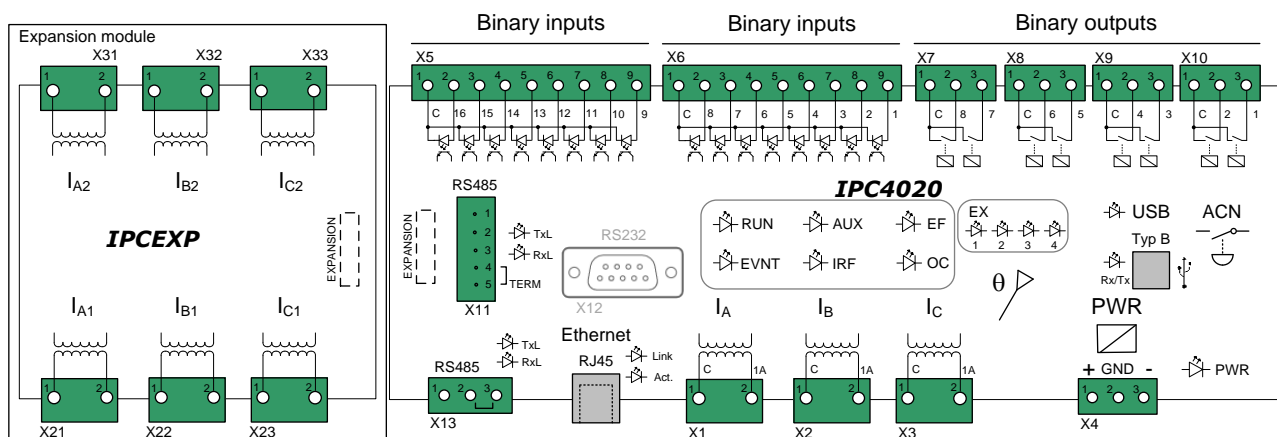 Binary inputs
Binary inputs
Binary outputs
Expansion module
X31
X32
X33
X5
X6
X7
X8
X9
X10
1 2
1 2
1 2
1 2 3 4 5 6 7 8 9
1 2 3 4 5 6 7 8 9
1 2 3
1 2 3
1 2 3
1 2 3
C 16 15 14 13 12 11 10 9
C 8 7 6 5 4 3 2 1
C 8 7
C 6 5
C 4 3
C 2 1
IA2
IB2
IC2
IPCEXP
EXPANSION
EXPANSION
RS485
1
2
3
4
5
TxL
RxL
TERM
X11
RS232
X12
IPC4020
RUN
AUX
EF
EVNT
IRF
OC
EX
1 2 3 4
USB
Typ B
Rx/Tx
ACN
θ
PWR
IA1
IB1
IC1
IA
IB
IC
TxL
RxL
RS485
Ethernet
RJ45
Link
Act.
C 1A
C 1A
C 1A
+ GND -
PWR
1 2
1 2
1 2
1 2 3
1 2
1 2
1 2
1 2 3
X21
X22
X23
X13
X1
X2
X3
X4